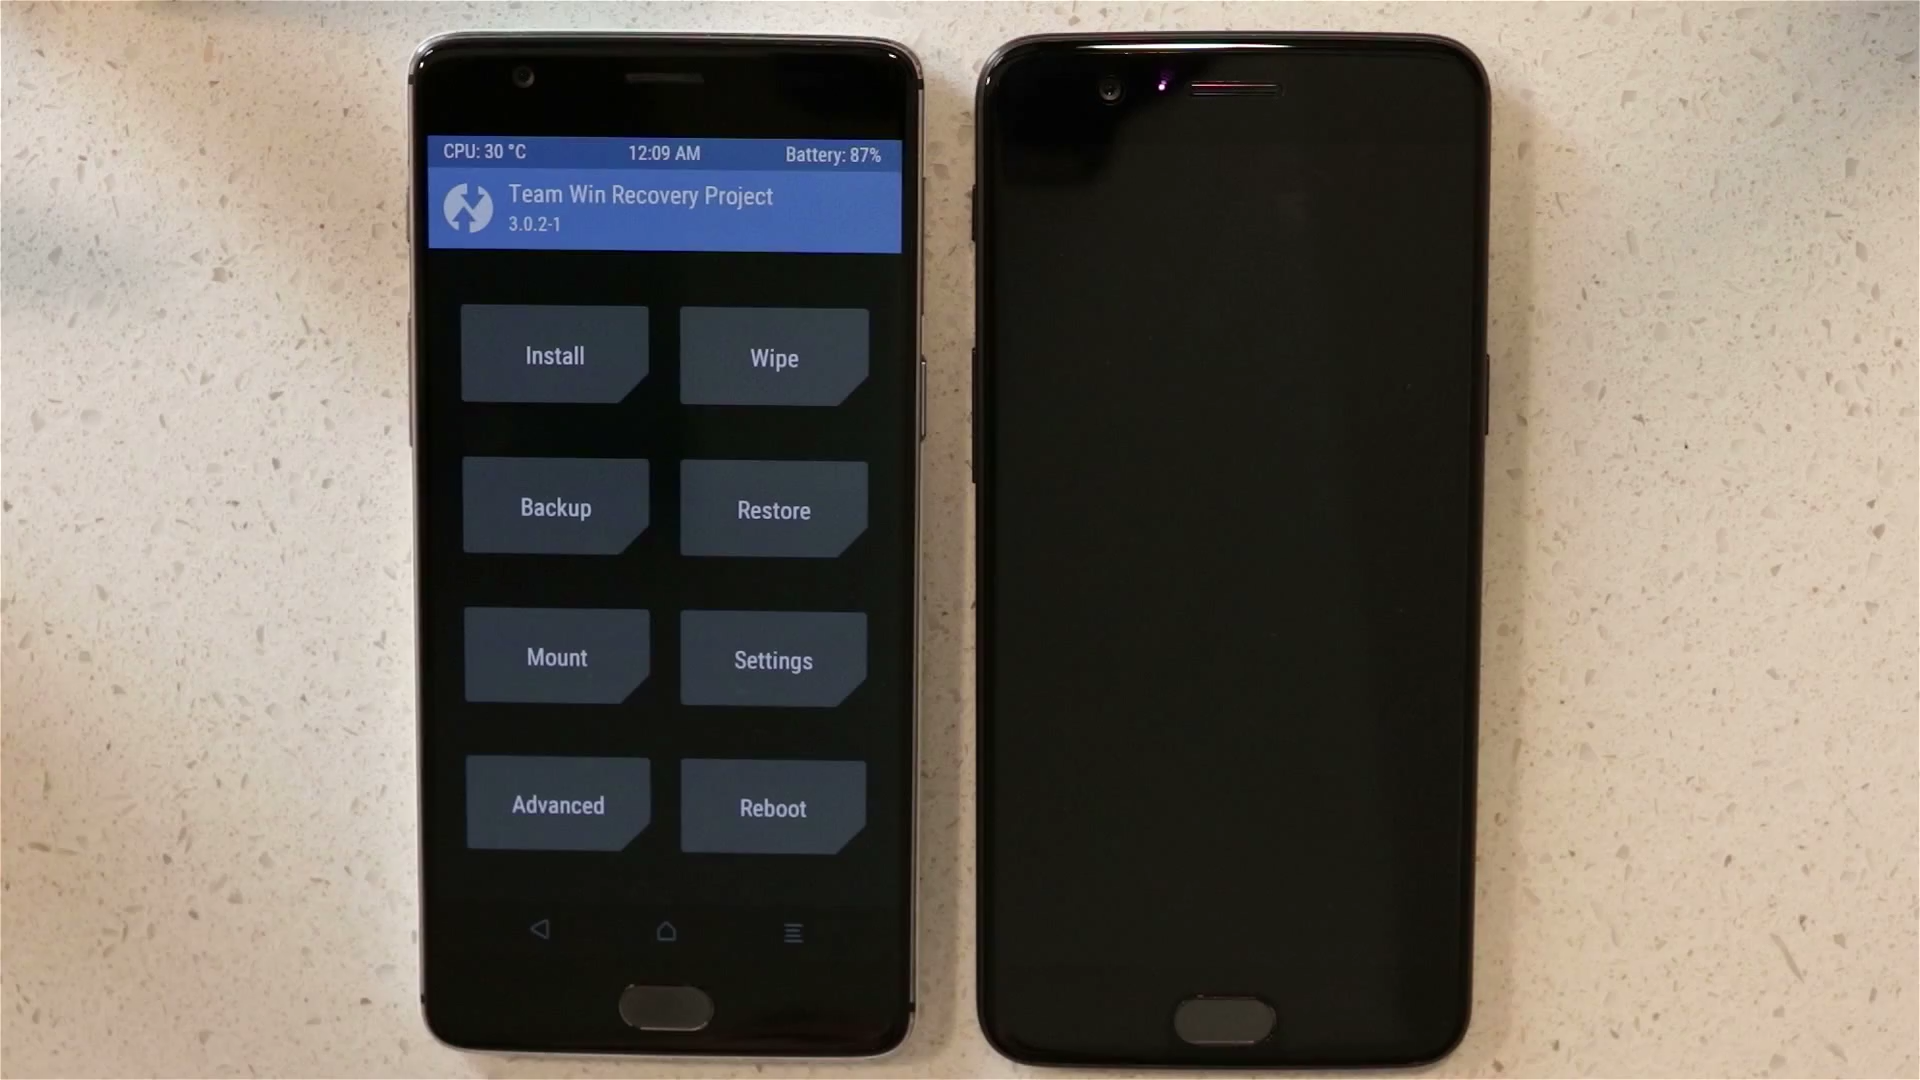 CPU: 30 °C 12:09 AM Battery: 87%
Team Win Recovery Project
3.0.2-1
Install Wipe
Backup Restore
Mount Settings
Advanced Reboot